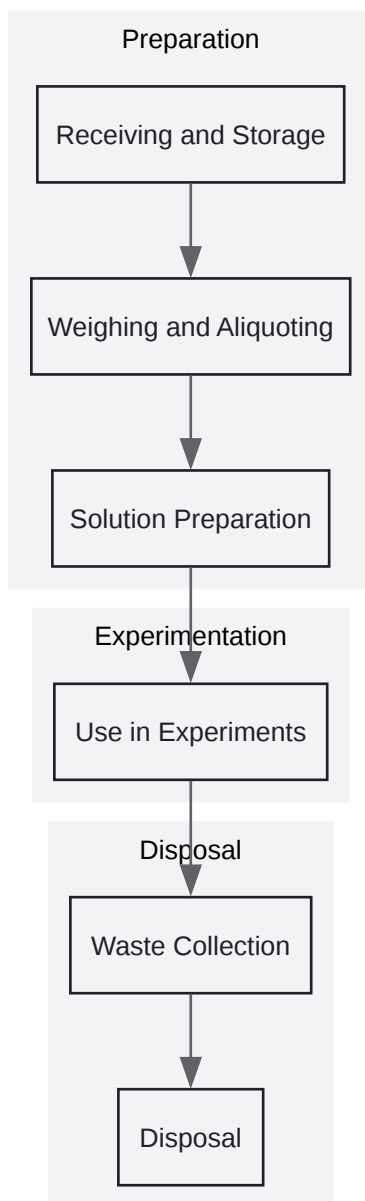 Preparation
Receiving and Storage
Weighing and Aliquoting
Solution Preparation
Experimentation
Use in Experiments
Disposal
Waste Collection
Disposal